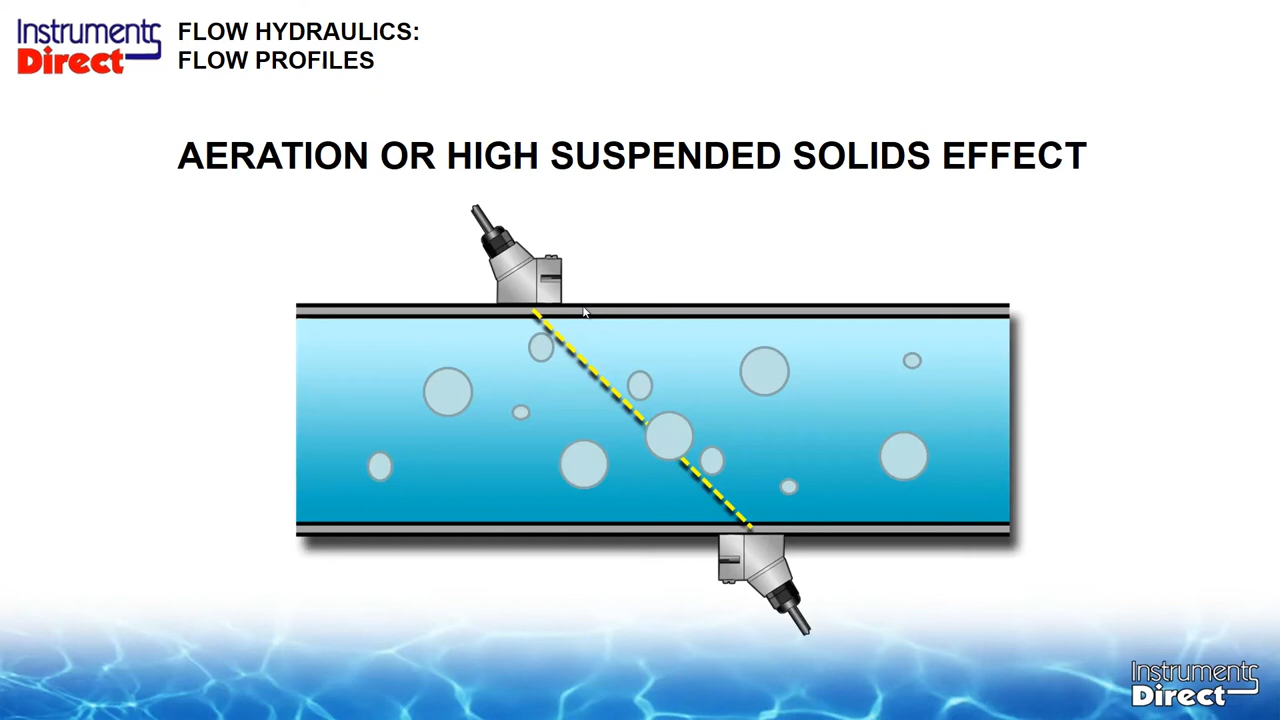 Instruments
Direct
FLOW HYDRAULICS:
FLOW PROFILES
AERATION OR HIGH SUSPENDED SOLIDS EFFECT
Instruments
Direct